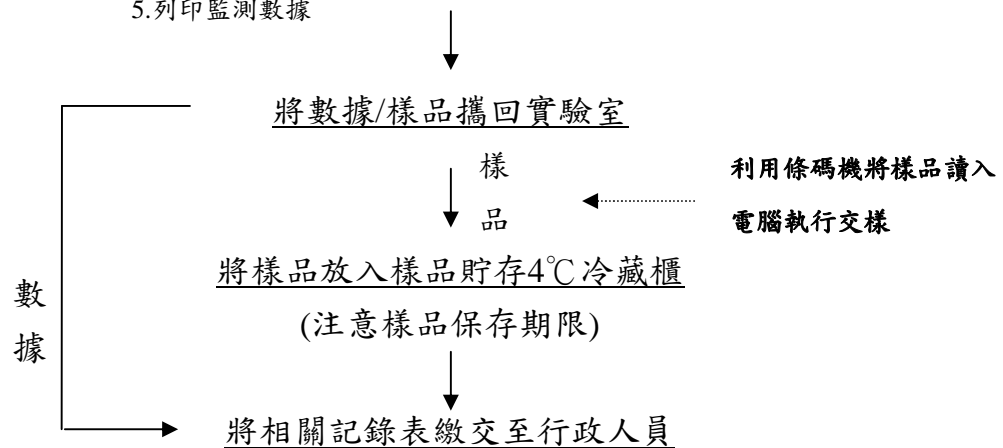 5.列印監測數據
將數據/樣品攜回實驗室
樣
品
利用條碼機將樣品讀入
電腦執行交樣
將樣品放入樣品貯存4℃冷藏櫃
(注意樣品保存期限)
數
據
將相關記錄表繳交至行政人員